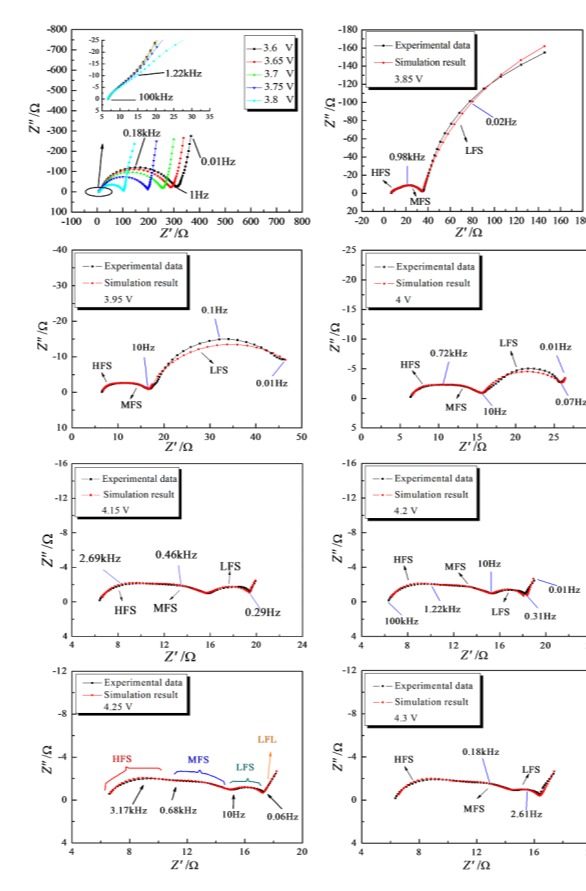 -800
-700
-600
-500
-400
-300
-200
-100
0
100
Z''/Ω
-25
-20
-15
-10
-5
0
5
5 10 15 20 25 30 35
1.22kHz
100kHz
3.6 V
3.65 V
3.7 V
3.75 V
3.8 V
0.18kHz
0.01Hz
1Hz
-100 0 100 200 300 400 500 600 700 800
Z'/Ω
-180
-160
-140
-120
-100
-80
-60
-40
-20
0
20
Z''/Ω
Experimental data
Simulation result
3.85 V
0.02Hz
LFS
0.98kHz
HFS
MFS
-20 0 20 40 60 80 100 120 140 160 180
Z'/Ω
-40
-30
-20
-10
0
10
Z''/Ω
Experimental data
Simulation result
3.95 V
0.1Hz
10Hz
HFS
LFS
MFS
0.01Hz
0 10 20 30 40 50
Z'/Ω
-25
-20
-15
-10
-5
0
5
Z''/Ω
Experimental data
Simulation result
4 V
LFS
0.01Hz
0.72kHz
HFS
MFS
10Hz
0.07Hz
0 5 10 15 20 25
Z'/Ω
-16
-12
-8
-4
0
4
Z''/Ω
Experimental data
Simulation result
4.15 V
2.69kHz
0.46kHz
LFS
HFS
MFS
0.29Hz
4 8 12 16 20 24
Z'/Ω
-16
-12
-8
-4
0
4
Z''/Ω
Experimental data
Simulation result
4.2 V
HFS
MFS
10Hz
0.01Hz
100kHz
1.22kHz
LFS
0.31Hz
4 8 12 16 20
Z'/Ω
-12
-8
-4
0
4
Z''/Ω
Experimental data
Simulation result
4.25 V
LFL
HFS
MFS
LFS
3.17kHz
0.68kHz
10Hz
0.06Hz
4 8 12 16 20
Z'/Ω
-12
-8
-4
0
4
Z''/Ω
Experimental data
Simulation result
4.3 V
0.18kHz
HFS
LFS
MFS
2.61Hz
4 8 12 16
Z'/Ω